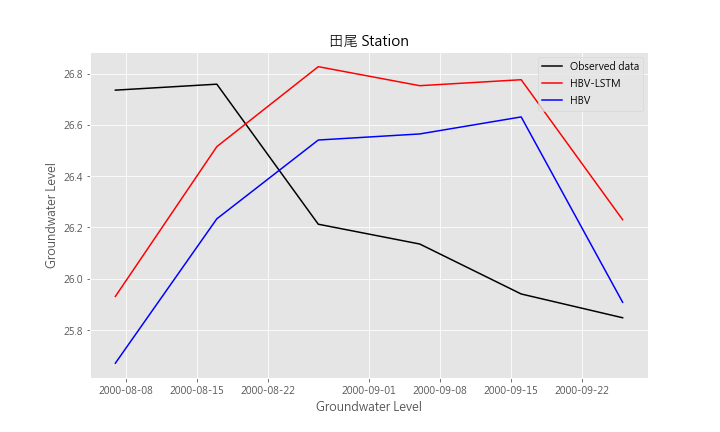 田尾 Station
Observed data
HBV-LSTM
HBV
Groundwater Level
26.8
26.6
26.4
26.2
26.0
25.8
2000-08-08 2000-08-15 2000-08-22 2000-09-01 2000-09-08 2000-09-15 2000-09-22
Groundwater Level